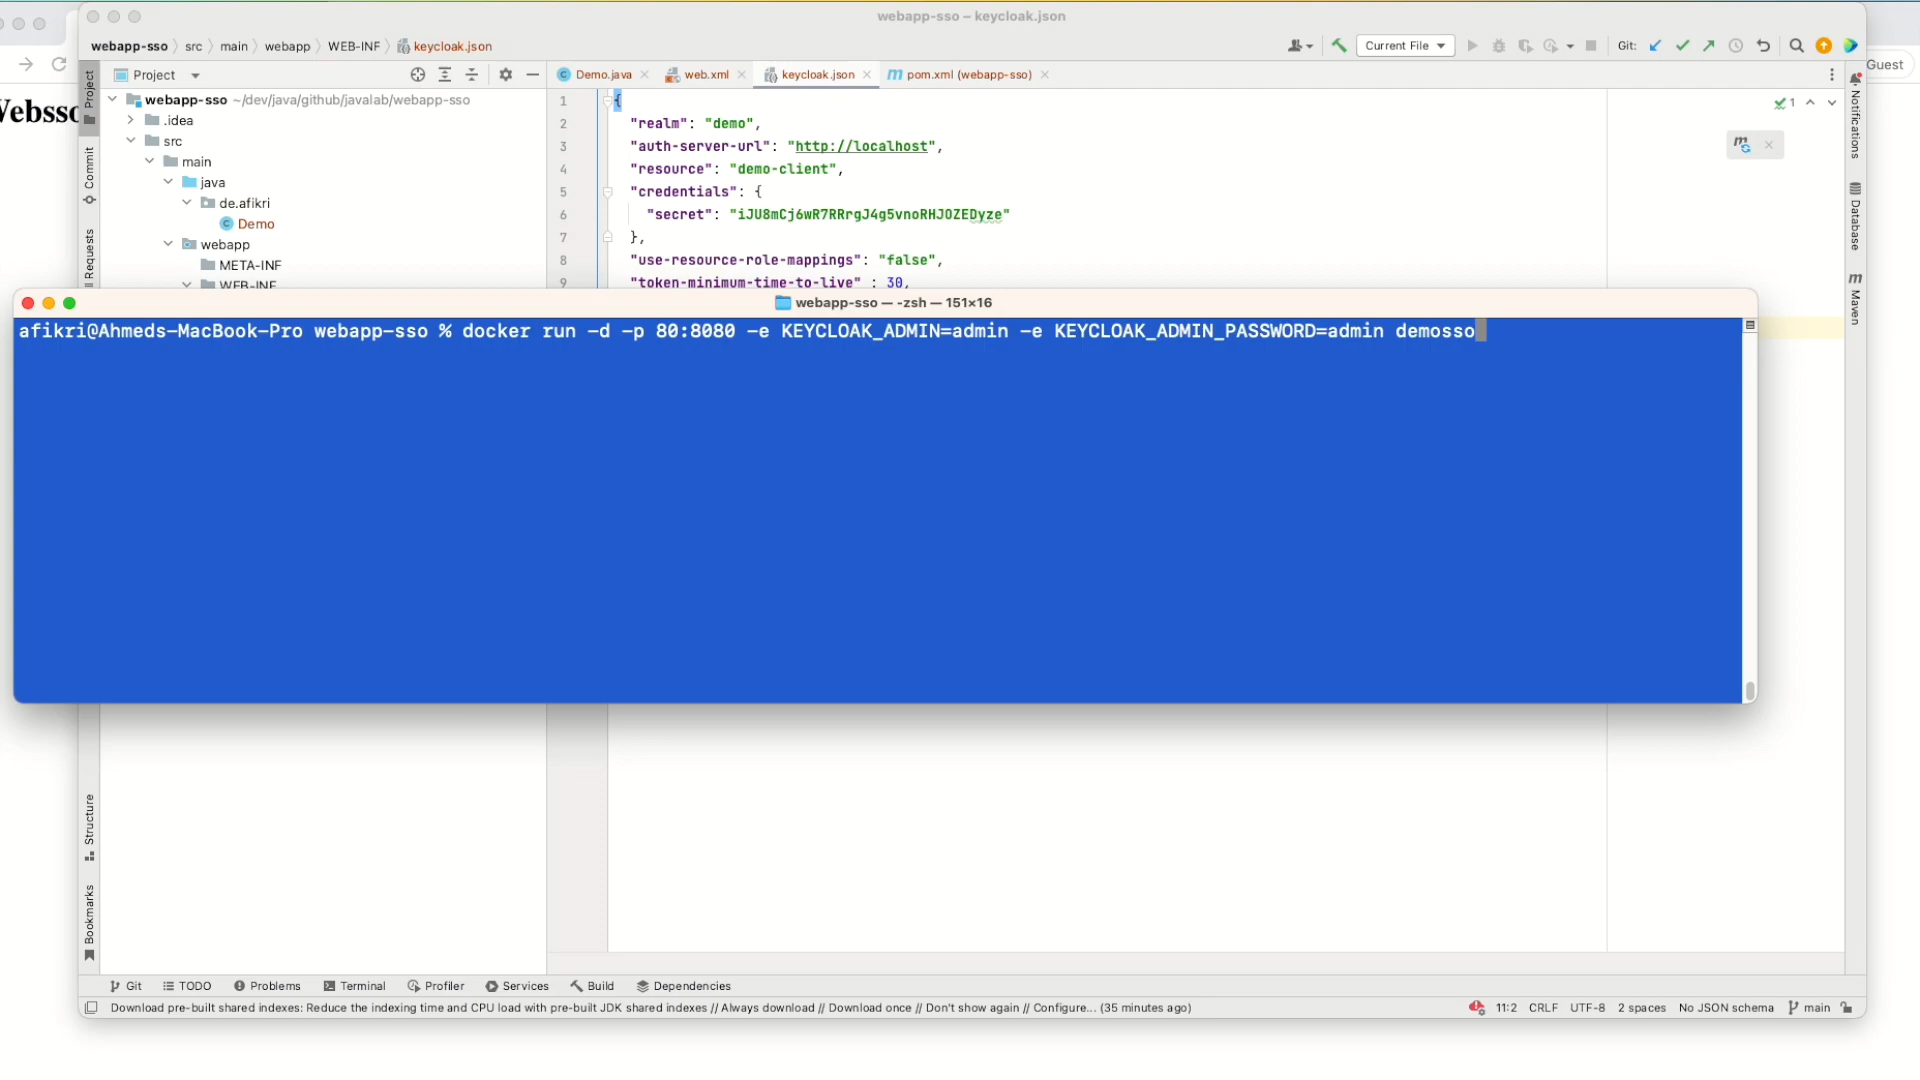 webapp-sso – keycloak.json
webapp-sso src main webapp WEB-INF keycloak.json
Current File
Git:
Guest
Project
Demo.java
web.xml
keycloak.json
pom.xml (webapp-sso)
webapp-sso ~/dev/java/github/javalab/webapp-sso
.idea
src
main
java
de.afikri
Demo
webapp
META-INF
WEB-INF
Project
Commit
Requests
1 {
2 "realm": "demo",
3 "auth-server-url": "http://localhost",
4 "resource": "demo-client",
5 "credentials": {
6 "secret": "iJU8mCj6wR7RRrgJ4g5vnoRHJOZEDyze"
7 },
8 "use-resource-role-mappings": "false",
9 "token-minimum-time-to-live" : 30,
1
Notifications
Database
Maven
webapp-sso — -zsh — 151×16
afikri@Ahmeds-MacBook-Pro webapp-sso % docker run -d -p 80:8080 -e KEYCLOAK_ADMIN=admin -e KEYCLOAK_ADMIN_PASSWORD=admin demosso
Structure
Bookmarks
Git TODO Problems Terminal Profiler Services Build Dependencies
Download pre-built shared indexes: Reduce the indexing time and CPU load with pre-built JDK shared indexes // Always download // Download once // Don't show again // Configure... (35 minutes ago)
11:2 CRLF UTF-8 2 spaces No JSON schema main